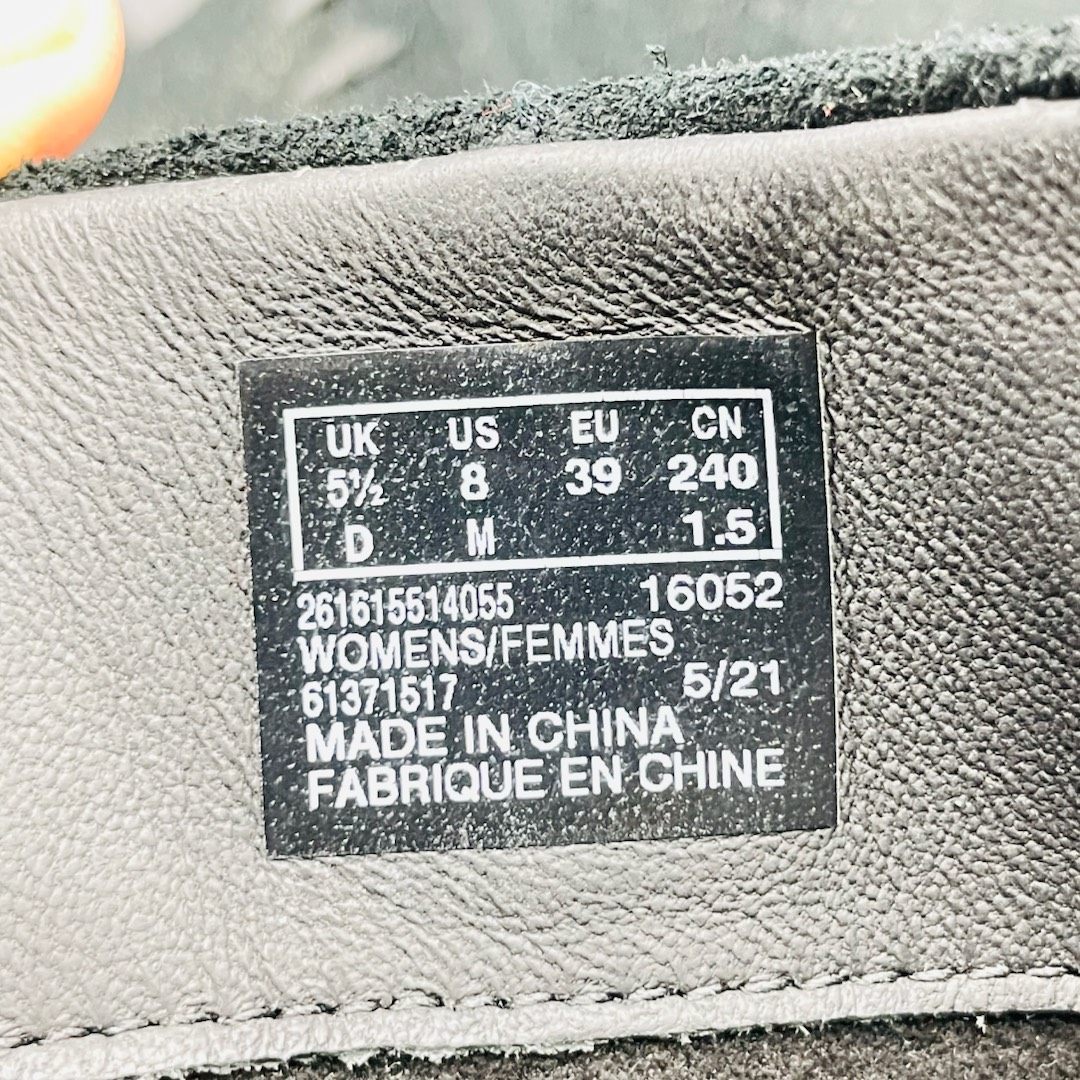 UK US EU CN
5½ 8 39 240
D M 1.5
261615514055 16052
WOMENS/FEMMES
61371517 5/21
MADE IN CHINA
FABRIQUE EN CHINE